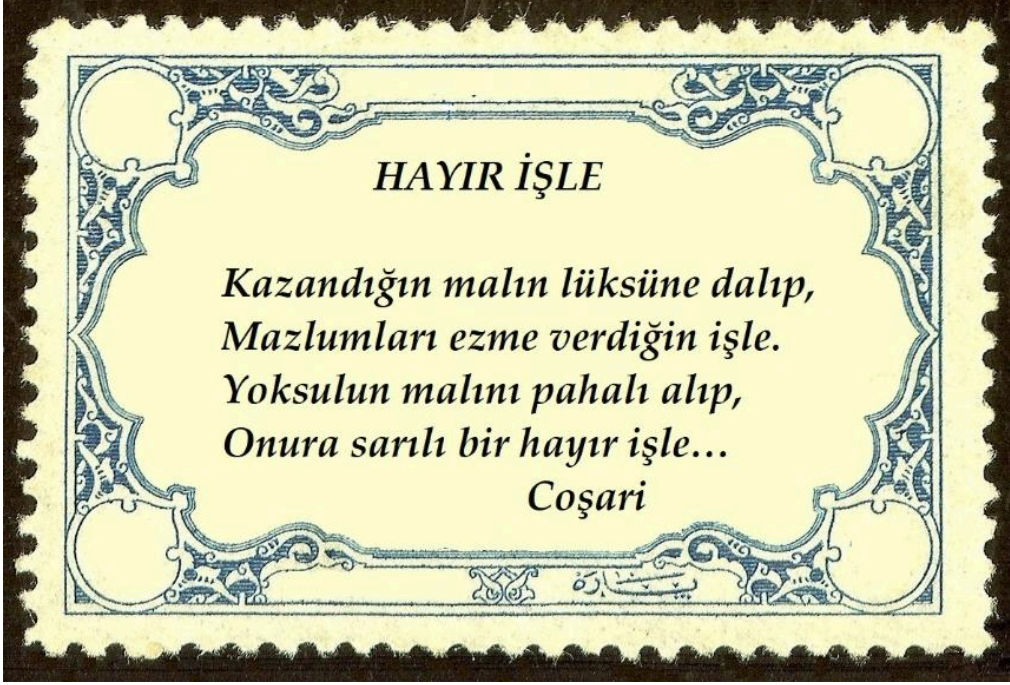 HAYIR İŞLE
Kazandığın malın lüksüne dalıp,
Mazlumları ezme verdiğin işle.
Yoksulun malını pahalı alıp,
Onura sarılı bir hayır işle…
Coşari